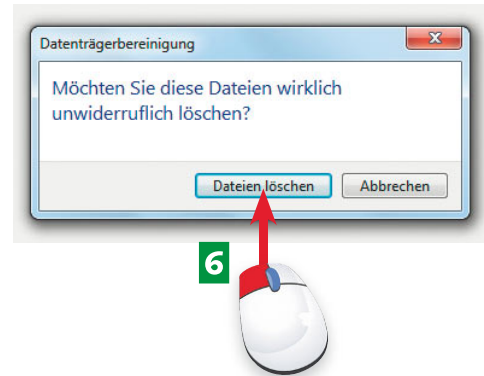 Datenträgerbereinigung
Möchten Sie diese Dateien wirklich
unwiderruflich löschen?
Dateien löschen
Abbrechen
6